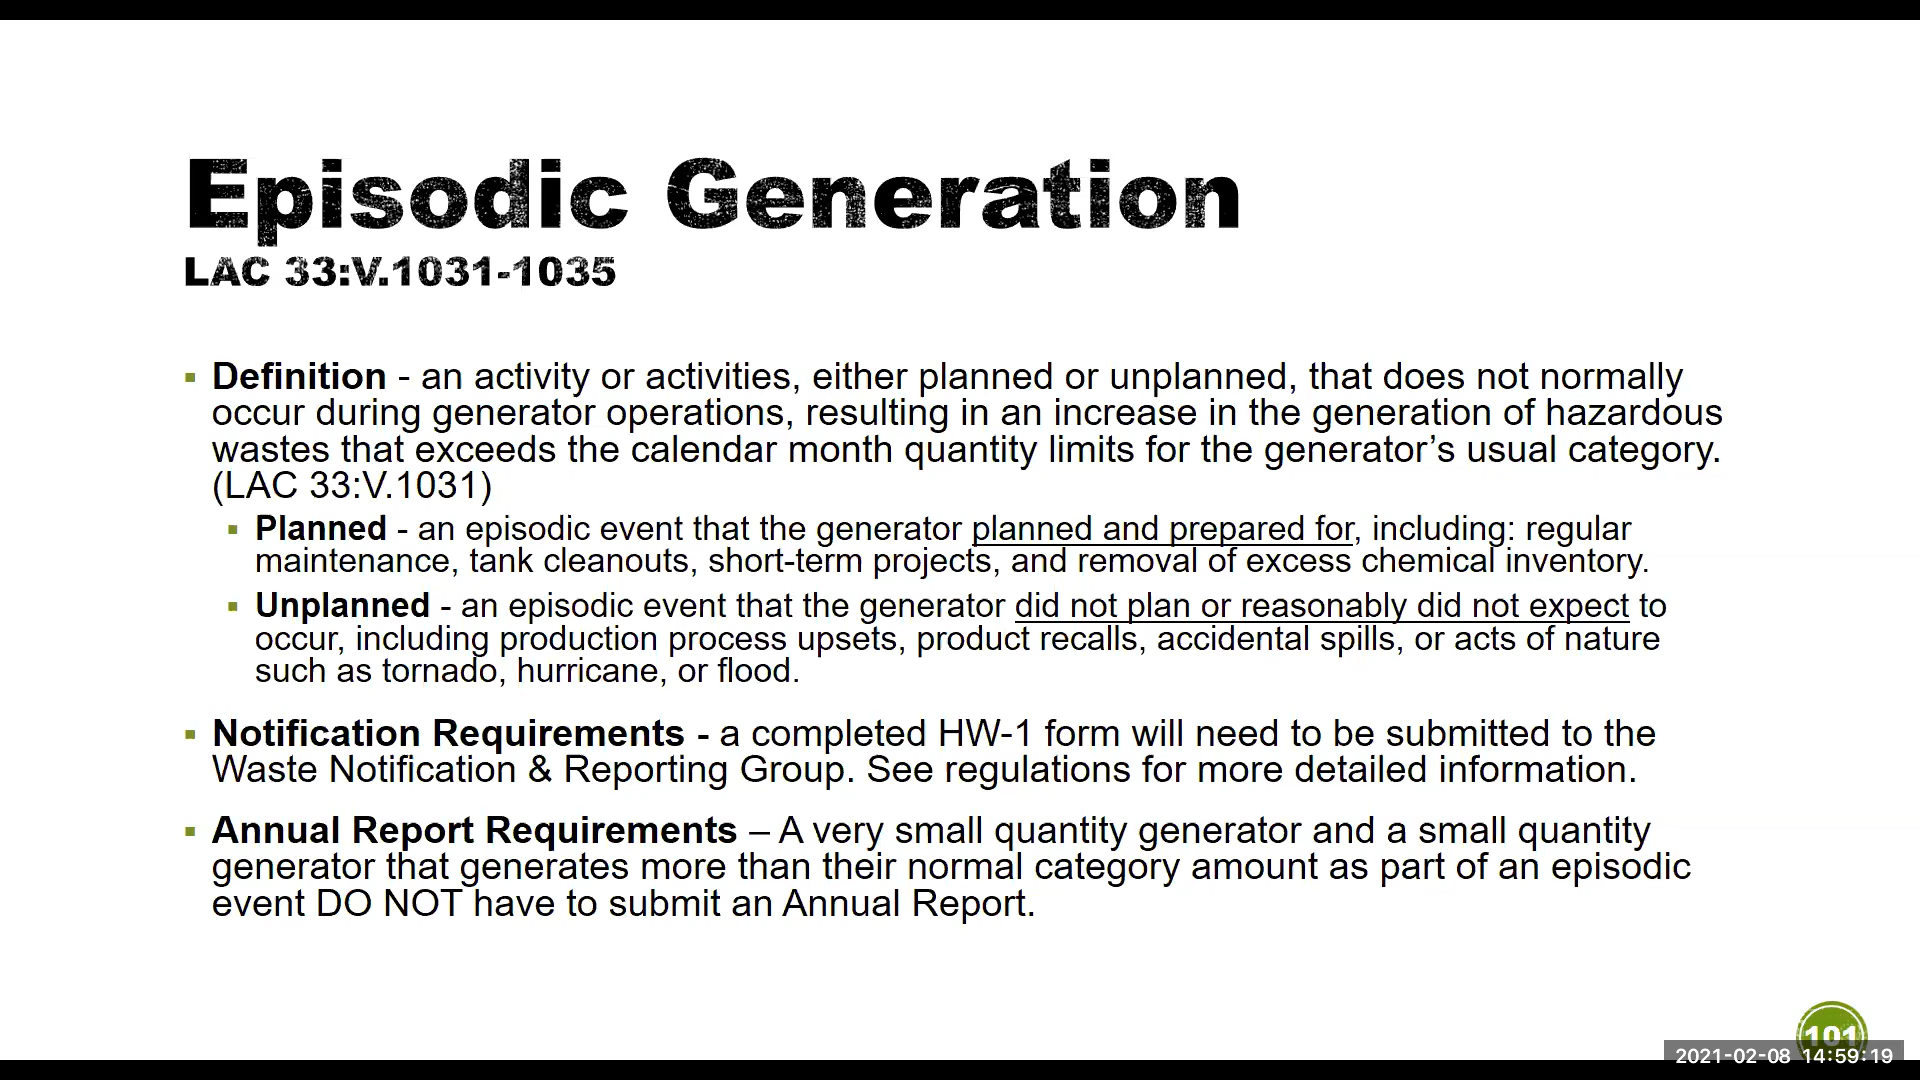 Episodic Generation
LAC 33:V.1031-1035
▪ Definition - an activity or activities, either planned or unplanned, that does not normally
occur during generator operations, resulting in an increase in the generation of hazardous
wastes that exceeds the calendar month quantity limits for the generator’s usual category.
(LAC 33:V.1031)
▪ Planned - an episodic event that the generator planned and prepared for, including: regular
maintenance, tank cleanouts, short-term projects, and removal of excess chemical inventory.
▪ Unplanned - an episodic event that the generator did not plan or reasonably did not expect to
occur, including production process upsets, product recalls, accidental spills, or acts of nature
such as tornado, hurricane, or flood.
▪ Notification Requirements - a completed HW-1 form will need to be submitted to the
Waste Notification & Reporting Group. See regulations for more detailed information.
▪ Annual Report Requirements – A very small quantity generator and a small quantity
generator that generates more than their normal category amount as part of an episodic
event DO NOT have to submit an Annual Report.
101
2021-02-08 14:59:19